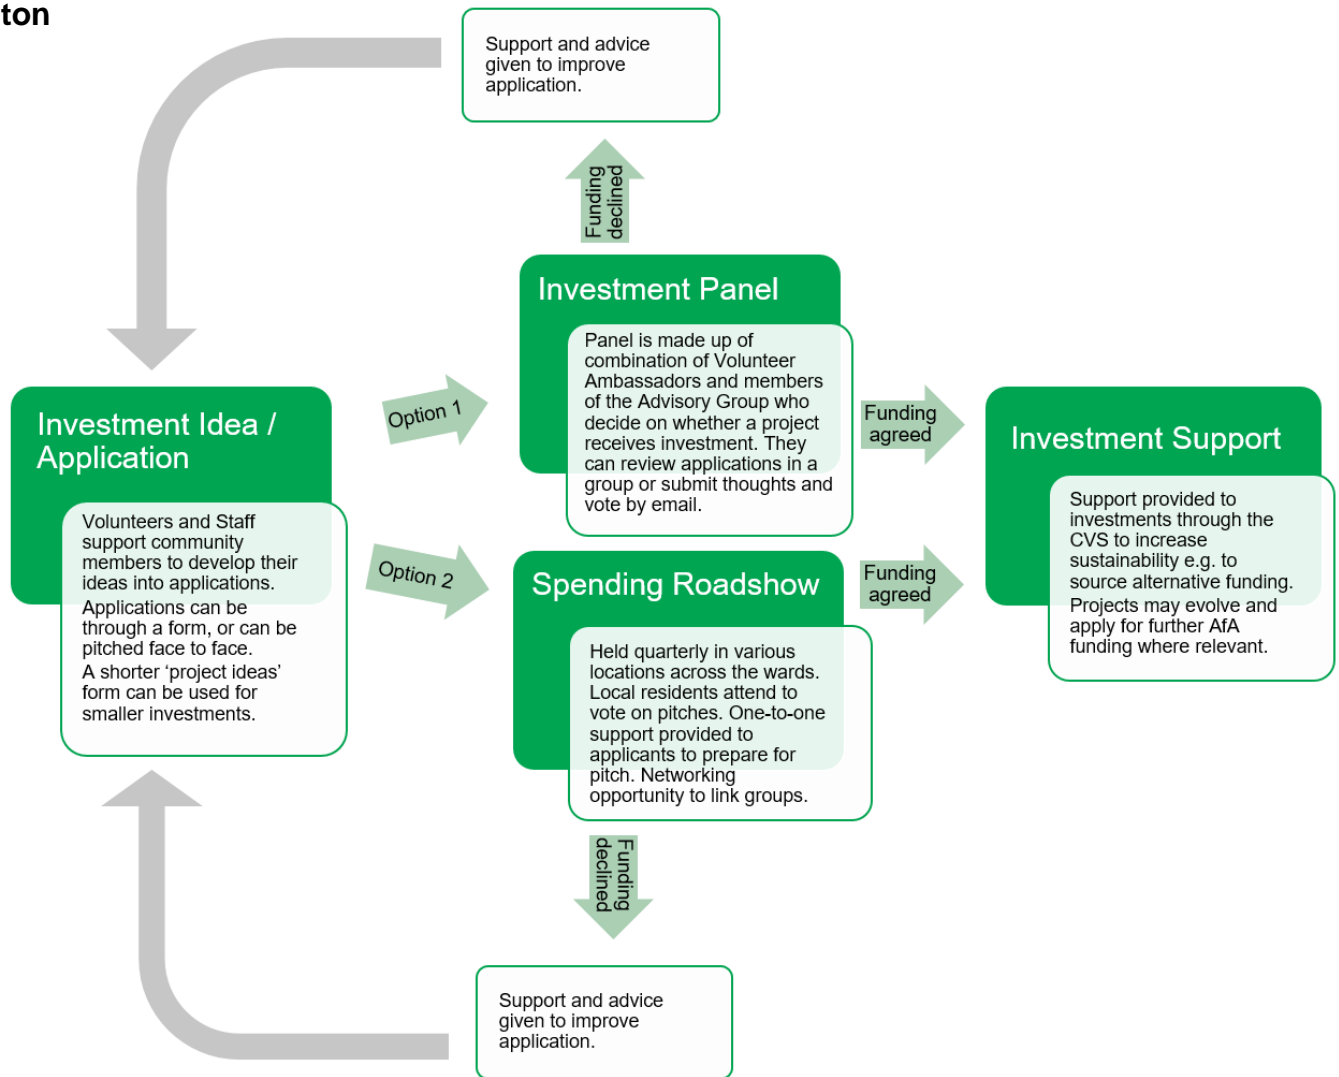 ton
Support and advice
given to improve
application.
Funding
declined
Investment Panel
Panel is made up of
combination of Volunteer
Ambassadors and members
of the Advisory Group who
decide on whether a project
receives investment. They
can review applications in a
group or submit thoughts and
vote by email.
Investment Idea /
Application
Volunteers and Staff
support community
members to develop their
ideas into applications.
Applications can be
through a form, or can be
pitched face to face.
A shorter ‘project ideas’
form can be used for
smaller investments.
Option 1
Option 2
Funding
agreed
Spending Roadshow
Held quarterly in various
locations across the wards.
Local residents attend to
vote on pitches. One-to-one
support provided to
applicants to prepare for
pitch. Networking
opportunity to link groups.
Funding
agreed
Investment Support
Support provided to
investments through the
CVS to increase
sustainability e.g. to
source alternative funding.
Projects may evolve and
apply for further AfA
funding where relevant.
Funding
declined
Support and advice
given to improve
application.